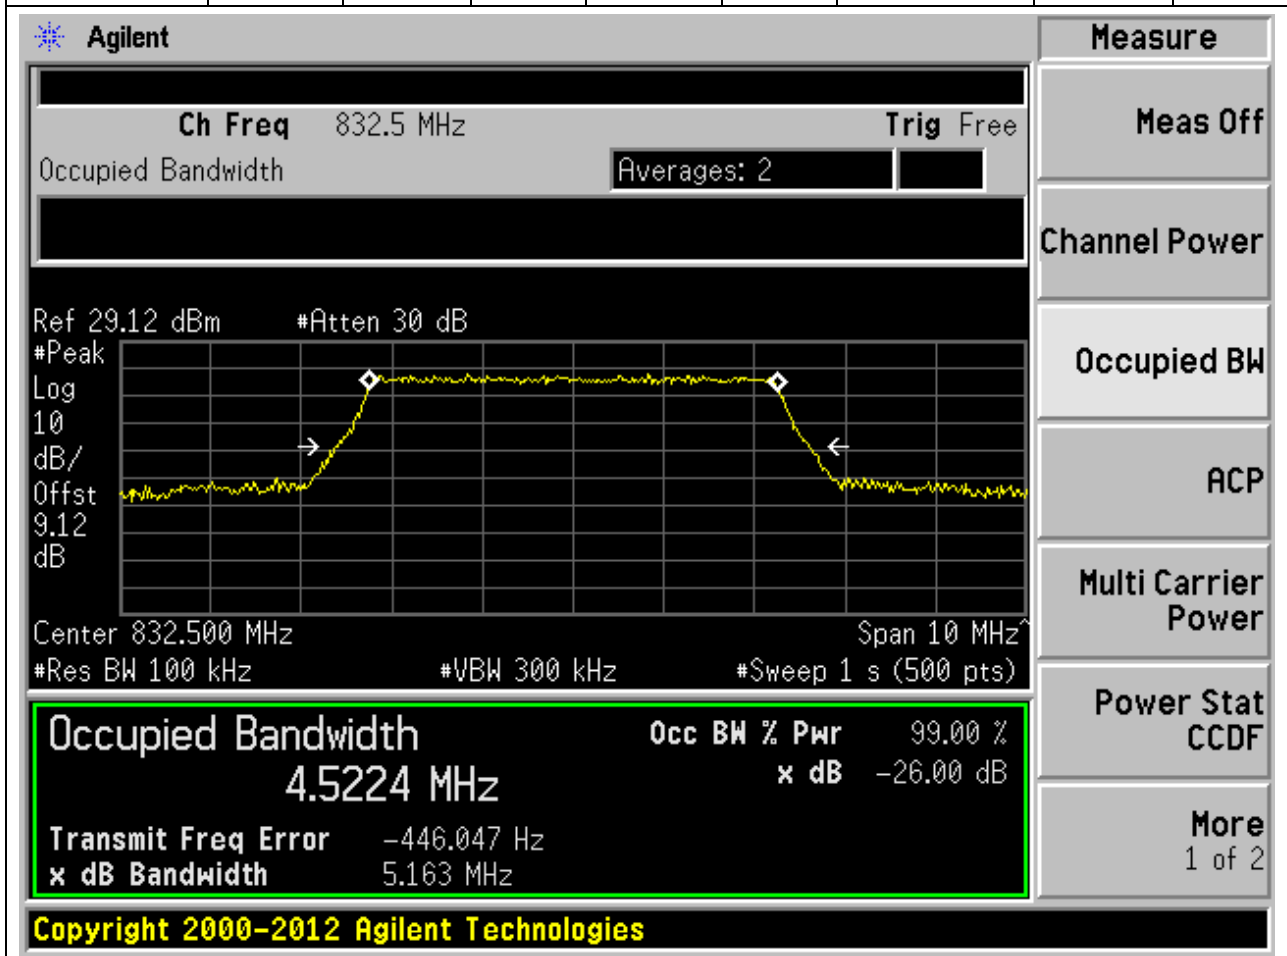 Agilent
Measure
Ch Freq 832.5 MHz Trig Free
Meas Off
Occupied Bandwidth Averages: 2
Channel Power
Ref 29.12 dBm #Atten 30 dB
#Peak
Log
10
dB/
Offst
9.12
dB
Occupied BW
ACP
Multi Carrier
Power
Center 832.500 MHz Span 10 MHz^
#Res BW 100 kHz #VBW 300 kHz #Sweep 1 s (500 pts)
Power Stat
CCDF
Occupied Bandwidth Occ BW % Pwr 99.00 %
4.5224 MHz x dB -26.00 dB
Transmit Freq Error -446.047 Hz
x dB Bandwidth 5.163 MHz
More
1 of 2
Copyright 2000-2012 Agilent Technologies